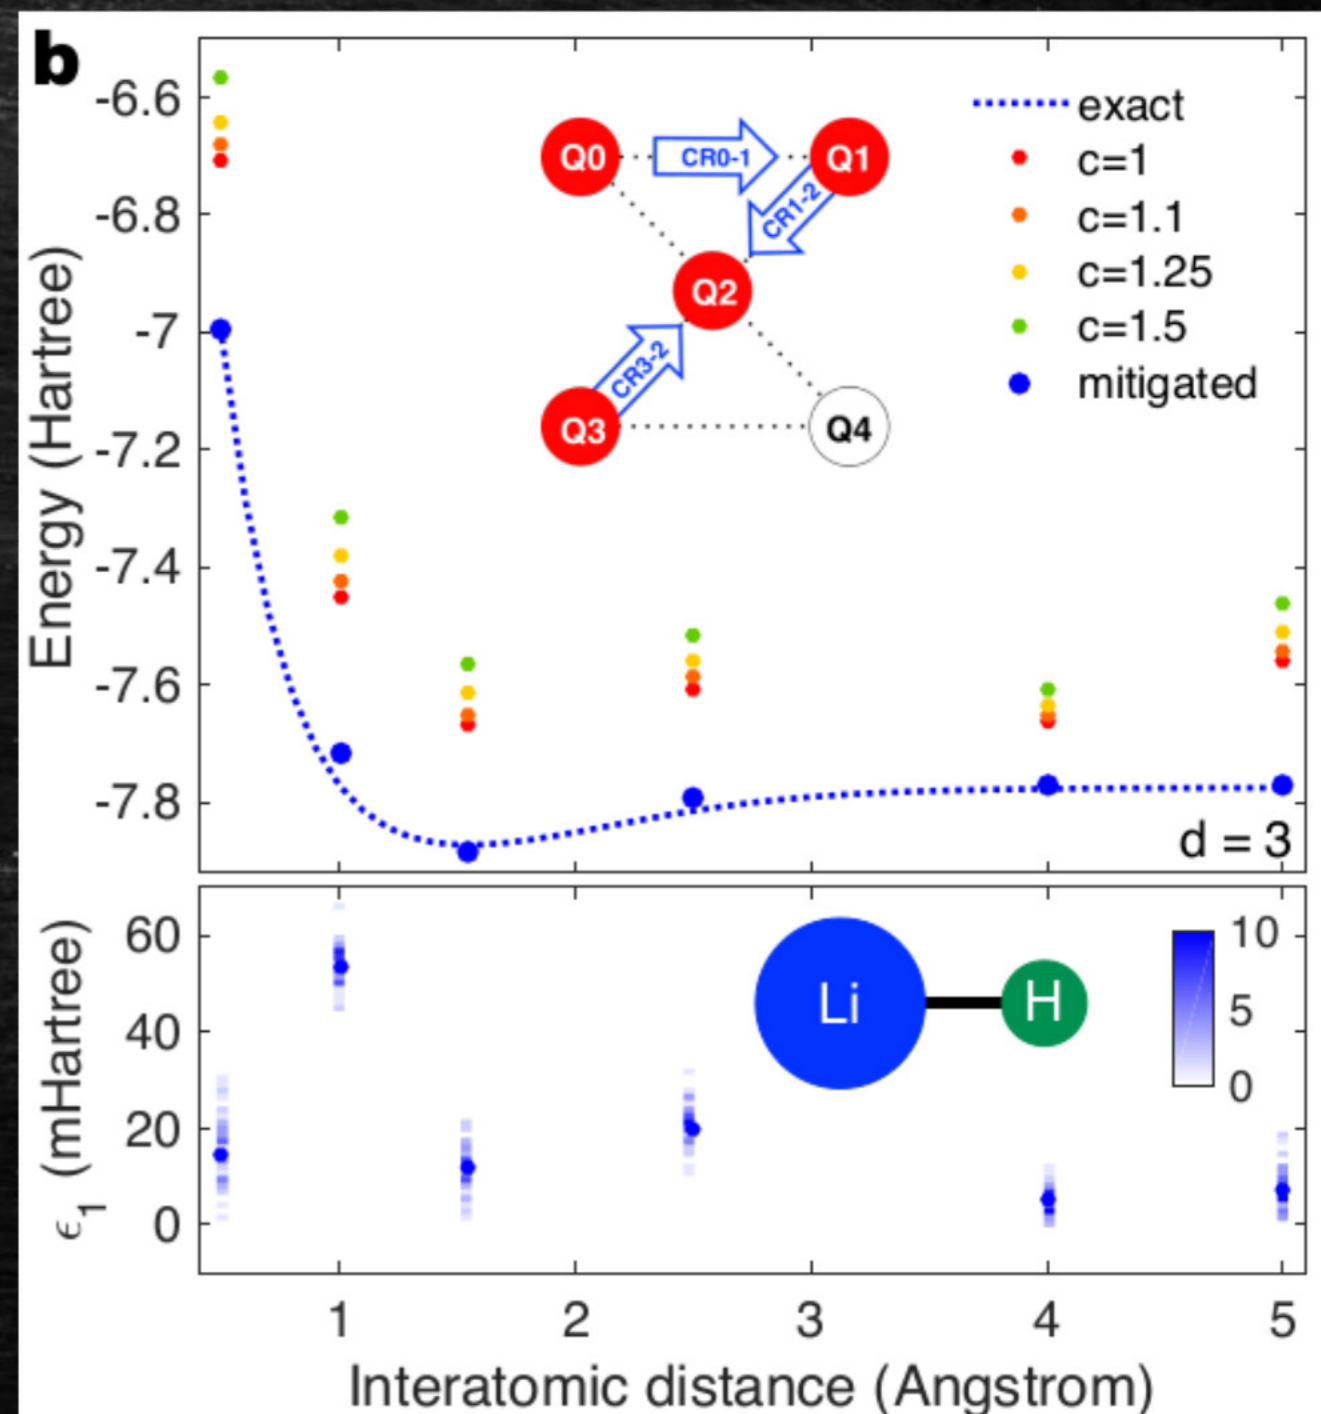 b
Energy (Hartree)
-6.6
-6.8
-7
-7.2
-7.4
-7.6
-7.8
exact
c=1
c=1.1
c=1.25
c=1.5
mitigated
Q0
CR0-1
Q1
CR1-2
Q2
CR3-2
Q3
Q4
d = 3
ϵ1 (mHartree)
60
40
20
0
Li
H
10
5
0
1
2
3
4
5
Interatomic distance (Angstrom)